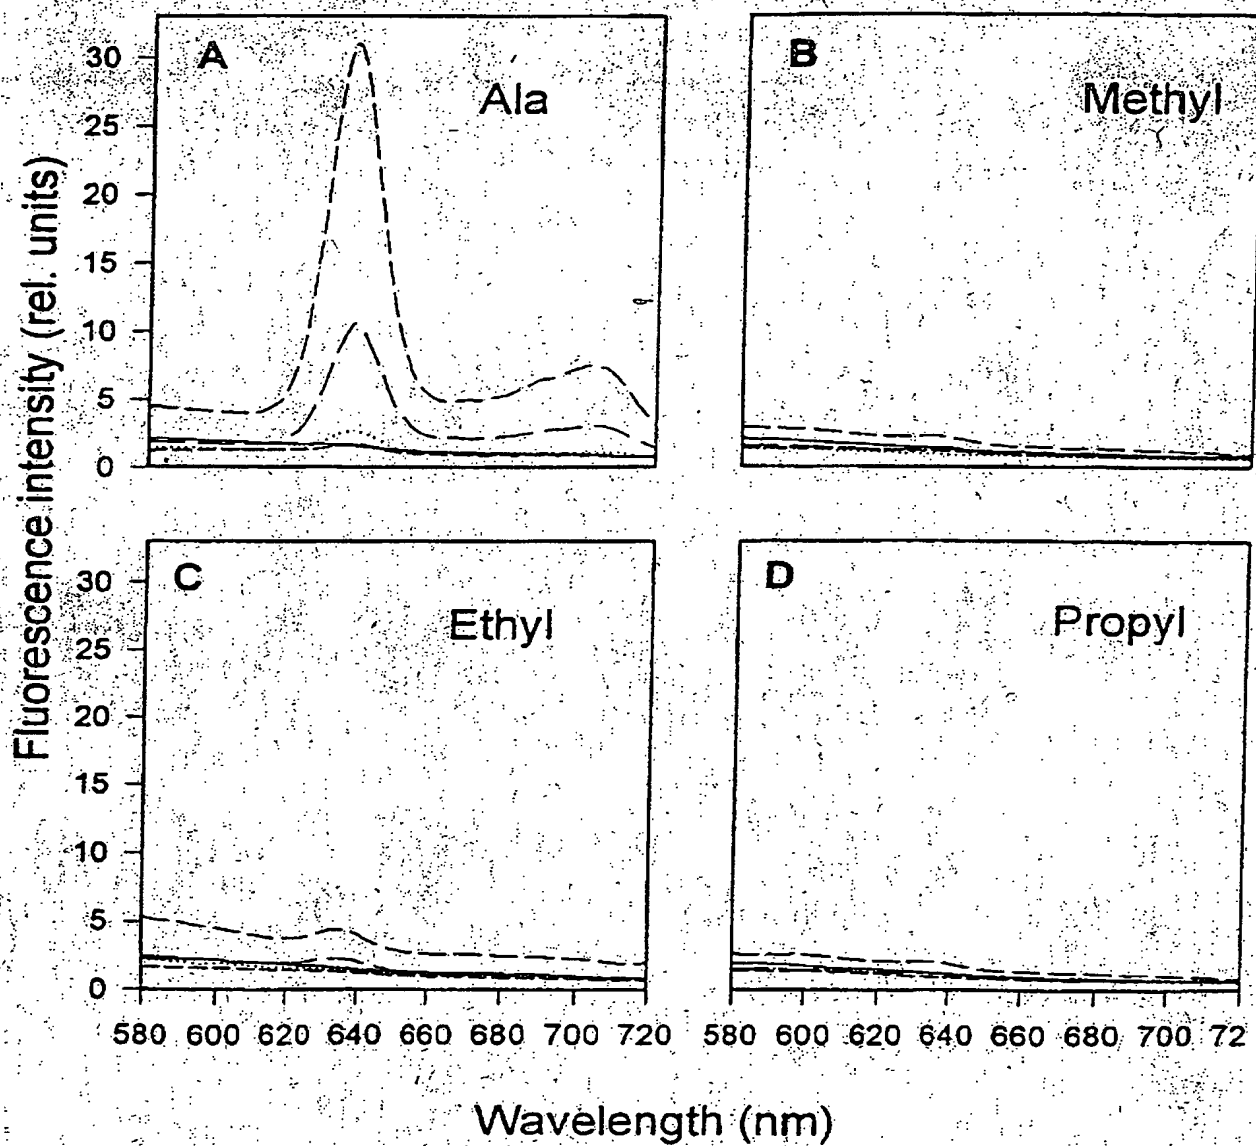 A
Ala
30
25
20
15
10
5
0
B
Methyl
Fluorescence intensity (rel. units)
C
Ethyl
30
25
20
15
10
5
0
580 600 620 640 660 680 700 720
D
Propyl
580 600 620 640 660 680 700 72
Wavelength (nm)